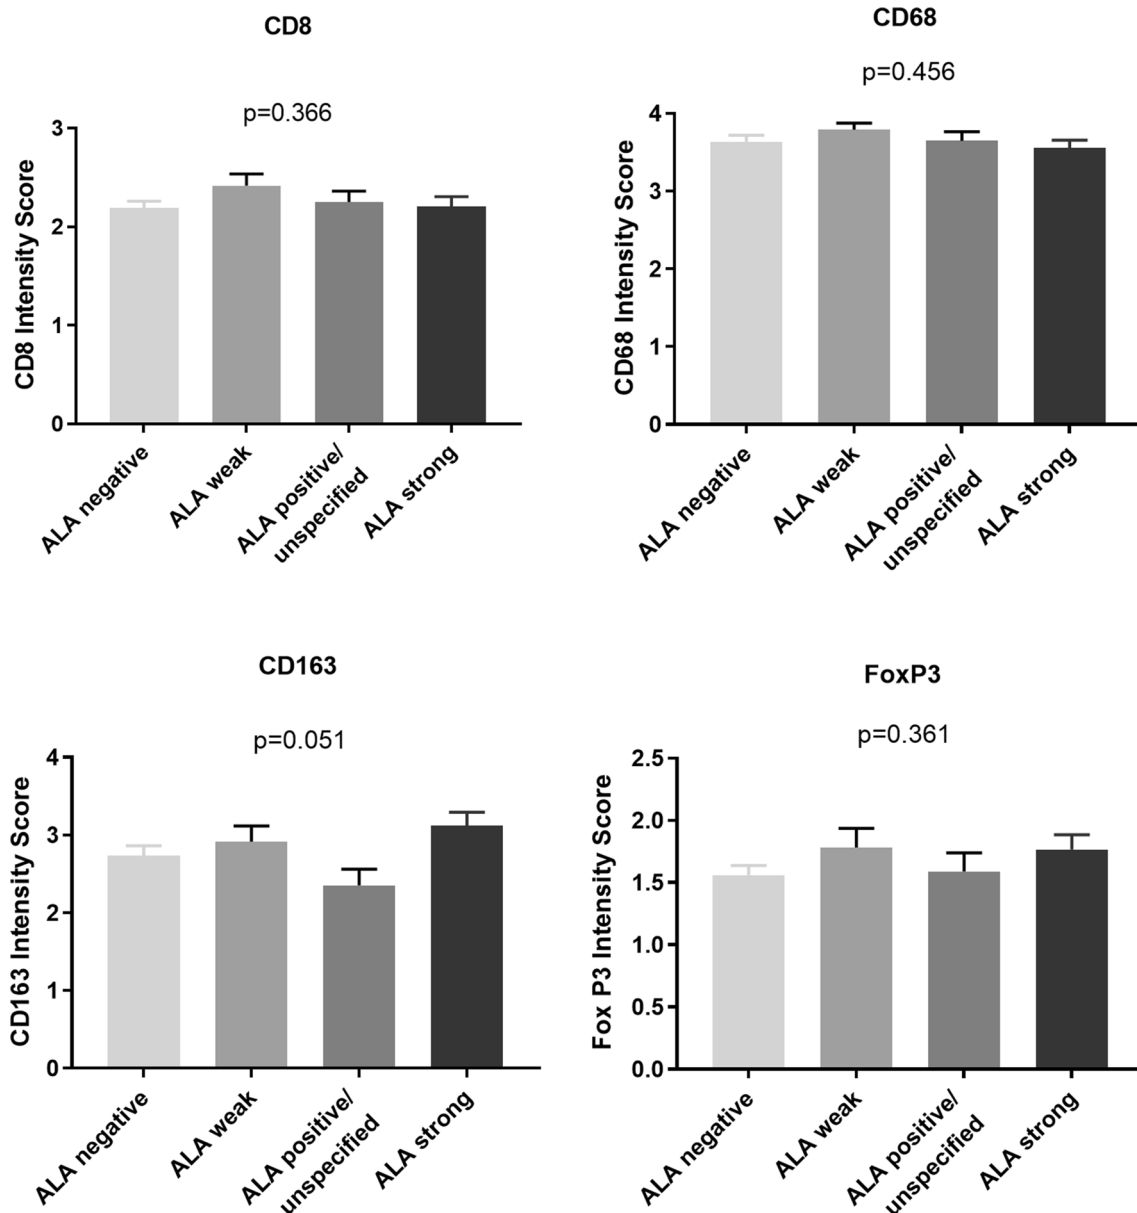 CD8
p=0.366
CD8 Intensity Score
3
2
1
0
ALA negative
ALA weak
ALA positive/
unspecified
ALA strong
CD68
p=0.456
CD68 Intensity Score
4
3
2
1
0
ALA negative
ALA weak
ALA positive/
unspecified
ALA strong
CD163
p=0.051
CD163 Intensity Score
4
3
2
1
0
ALA negative
ALA weak
ALA positive/
unspecified
ALA strong
FoxP3
p=0.361
Fox P3 Intensity Score
2.5
2.0
1.5
1.0
0.5
0.0
ALA negative
ALA weak
ALA positive/
unspecified
ALA strong